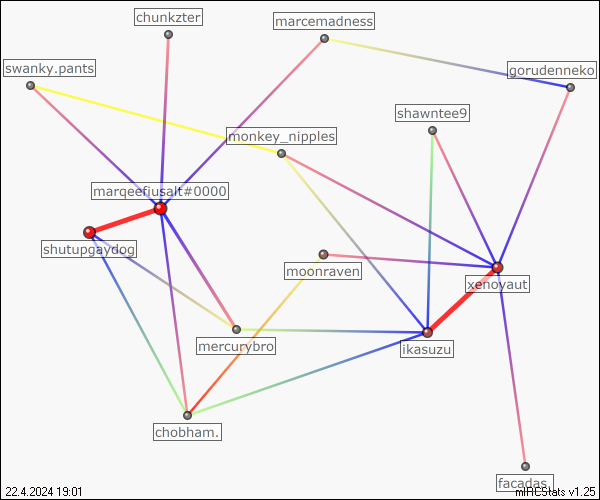 chunkzter
marcemadness
swanky.pants
gorudenneko
shawntee9
monkey_nipples
marqeefiusalt#0000
shutupgaydog
moonraven
xenovaut
mercurybro
ikasuzu
chobham.
facadas.
22.4.2024 19:01
mIRCStats v1.25